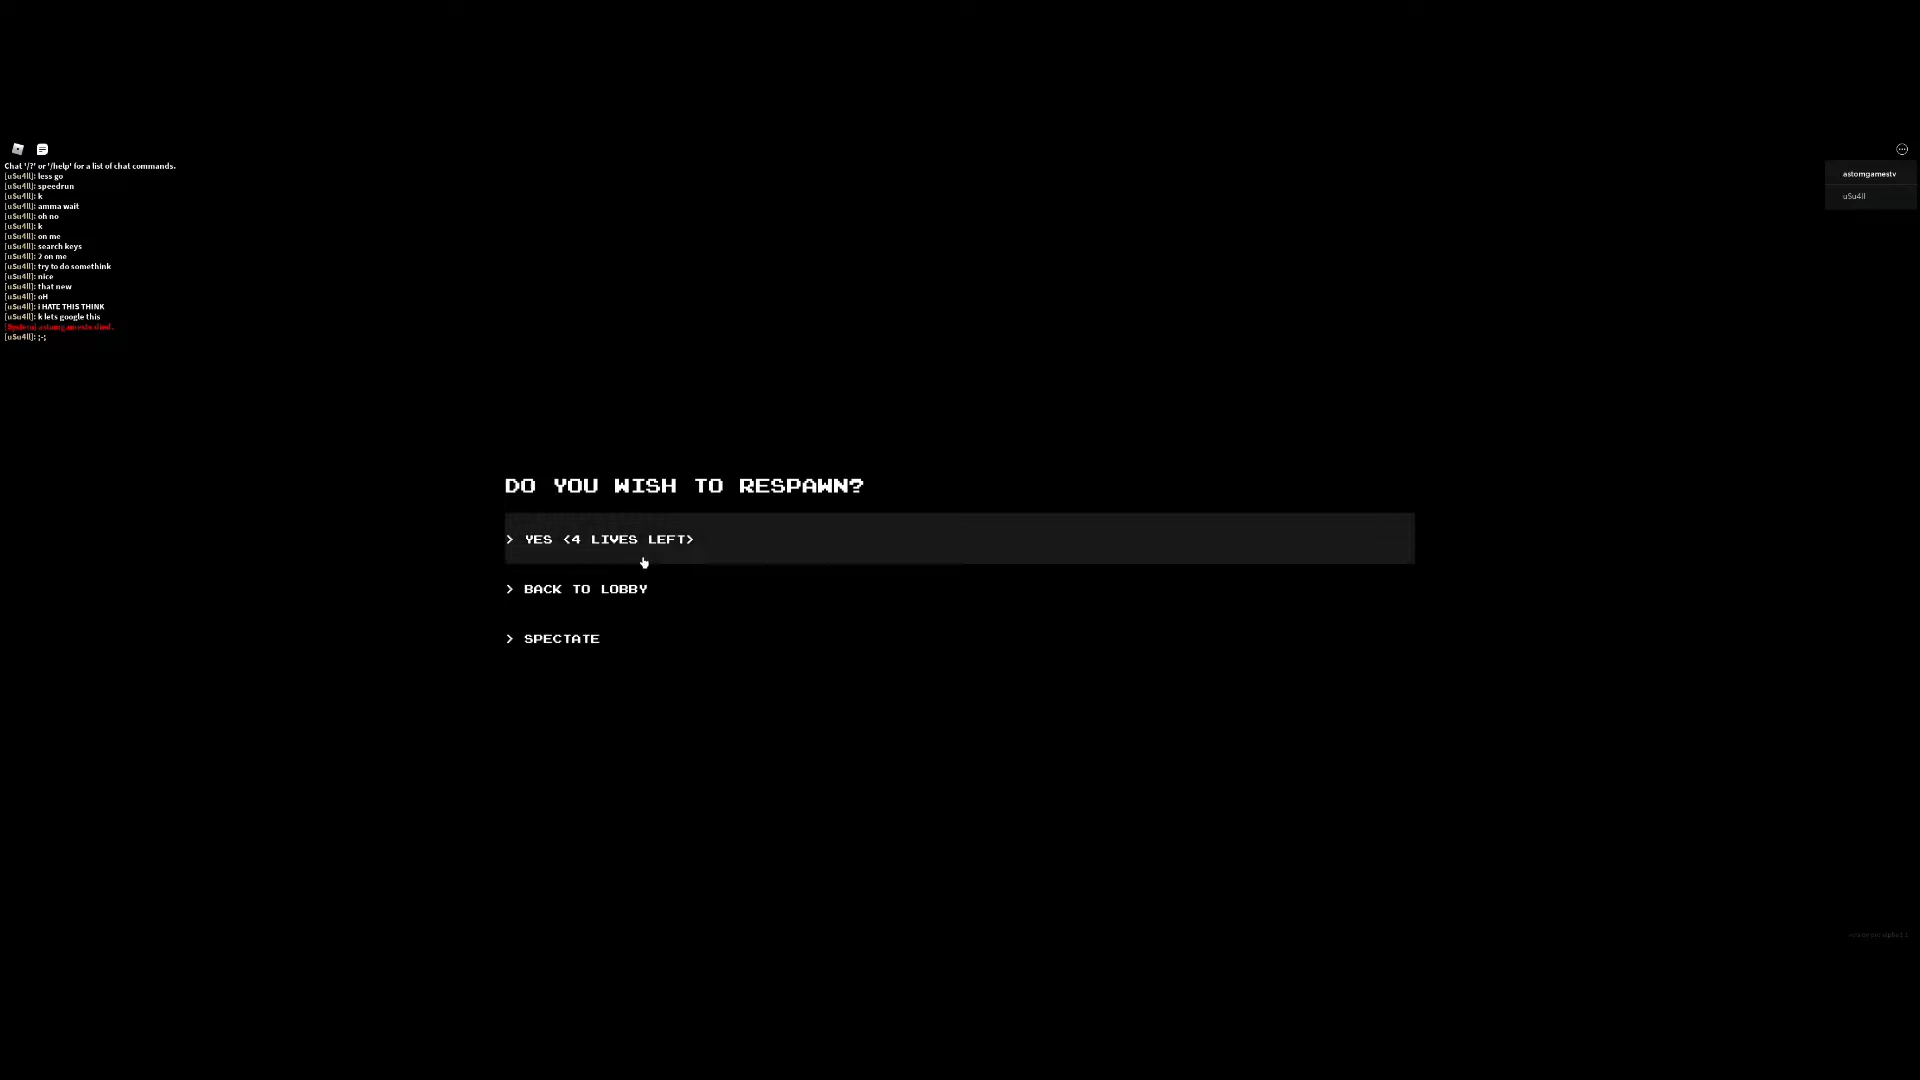 Chat '/?' or '/help' for a list of chat commands.
[uSu4ll]: less go
[uSu4ll]: speedrun
[uSu4ll]: k
[uSu4ll]: amma wait
[uSu4ll]: oh no
[uSu4ll]: k
[uSu4ll]: on me
[uSu4ll]: search keys
[uSu4ll]: 2 on me
[uSu4ll]: try to do somethink
[uSu4ll]: nice
[uSu4ll]: that new
[uSu4ll]: oH
[uSu4ll]: i HATE THIS THINK
[uSu4ll]: k lets google this
[System] astomgamestv died.
[uSu4ll]: ;-;
astomgamestv
uSu4ll
DO YOU WISH TO RESPAWN?
> YES <4 LIVES LEFT>
> BACK TO LOBBY
> SPECTATE